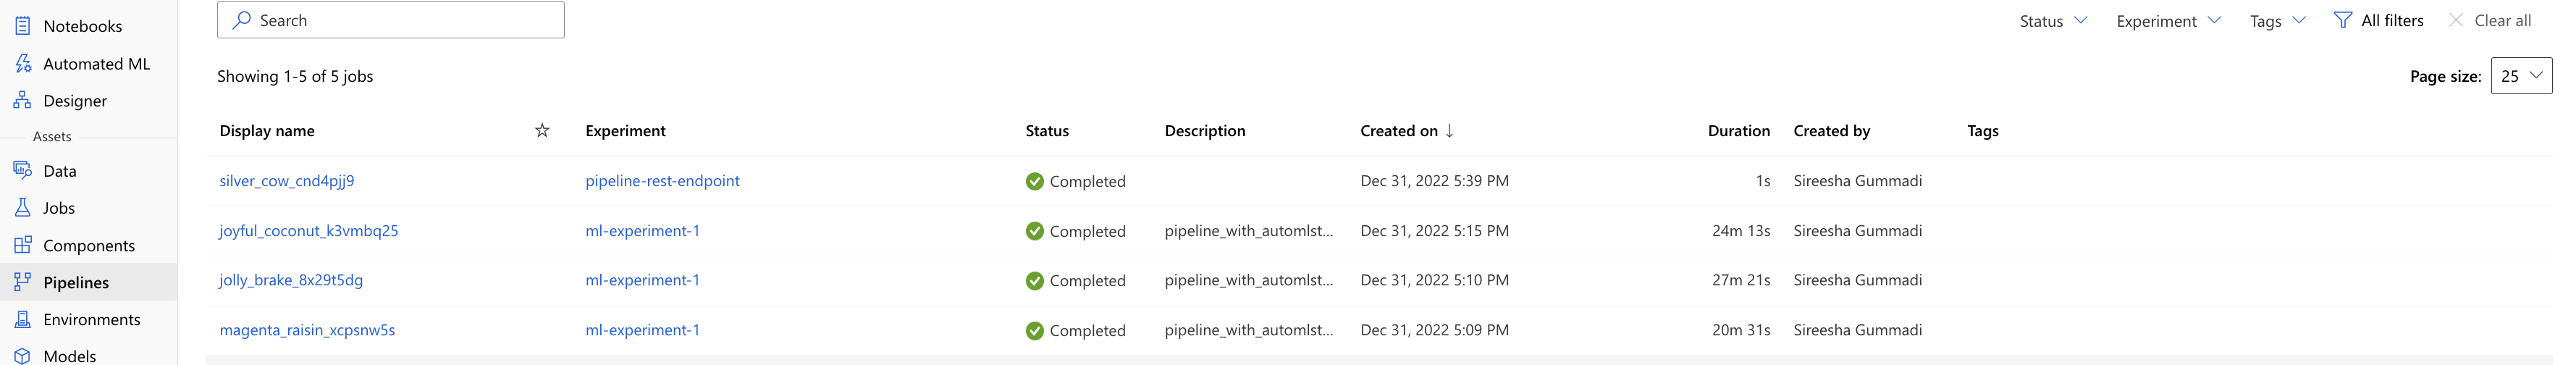 Notebooks
Automated ML
Designer
Assets
Data
Jobs
Components
Pipelines
Environments
Models
Search
Status
Experiment
Tags
All filters
Clear all
Showing 1-5 of 5 jobs
Page size: 25
Display name Experiment Status Description Created on ↓ Duration Created by Tags
silver_cow_cnd4pjj9 pipeline-rest-endpoint Completed Dec 31, 2022 5:39 PM 1s Sireesha Gummadi
joyful_coconut_k3vmbq25 ml-experiment-1 Completed pipeline_with_automlst... Dec 31, 2022 5:15 PM 24m 13s Sireesha Gummadi
jolly_brake_8x29t5dg ml-experiment-1 Completed pipeline_with_automlst... Dec 31, 2022 5:10 PM 27m 21s Sireesha Gummadi
magenta_raisin_xcpsnw5s ml-experiment-1 Completed pipeline_with_automlst... Dec 31, 2022 5:09 PM 20m 31s Sireesha Gummadi